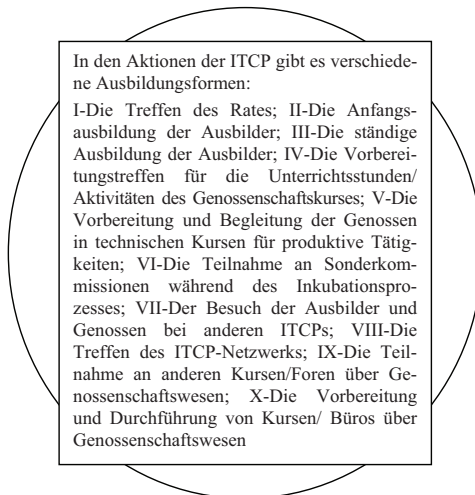 In den Aktionen der ITCP gibt es verschiede-
ne Ausbildungsformen:
I-Die Treffen des Rates; II-Die Anfangs-
ausbildung der Ausbilder; III-Die ständige
Ausbildung der Ausbilder; IV-Die Vorberei-
tungstreffen für die Unterrichtsstunden/
Aktivitäten des Genossenschaftskurses; V-Die
Vorbereitung und Begleitung der Genossen
in technischen Kursen für produktive Tätig-
keiten; VI-Die Teilnahme an Sonderkom-
missionen während des Inkubationspro-
zesses; VII-Der Besuch der Ausbilder und
Genossen bei anderen ITCPs; VIII-Die
Treffen des ITCP-Netzwerks; IX-Die Teil-
nahme an anderen Kursen/Foren über Ge-
nossenschaftswesen; X-Die Vorbereitung
und Durchführung von Kursen/ Büros über
Genossenschaftswesen